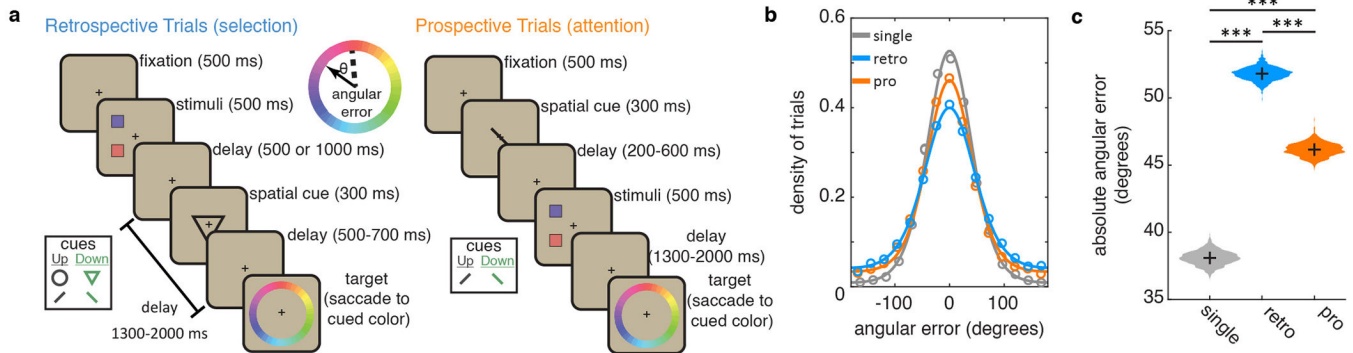 a
Retrospective Trials (selection)
fixation (500 ms)
stimuli (500 ms)
delay (500 or 1000 ms)
spatial cue (300 ms)
delay (500-700 ms)
target
(saccade to
cued color)
θ
angular
error
cues
Up Down
delay
1300-2000 ms
Prospective Trials (attention)
fixation (500 ms)
spatial cue (300 ms)
delay (200-600 ms)
stimuli (500 ms)
delay
(1300-2000 ms)
target
(saccade to
cued color)
cues
Up Down
b
0.6
0.4
0.2
0
density of trials
single
retro
pro
-100 0 100
angular error (degrees)
c
***
*** ***
55
50
45
40
35
absolute angular error
(degrees)
single
retro
pro